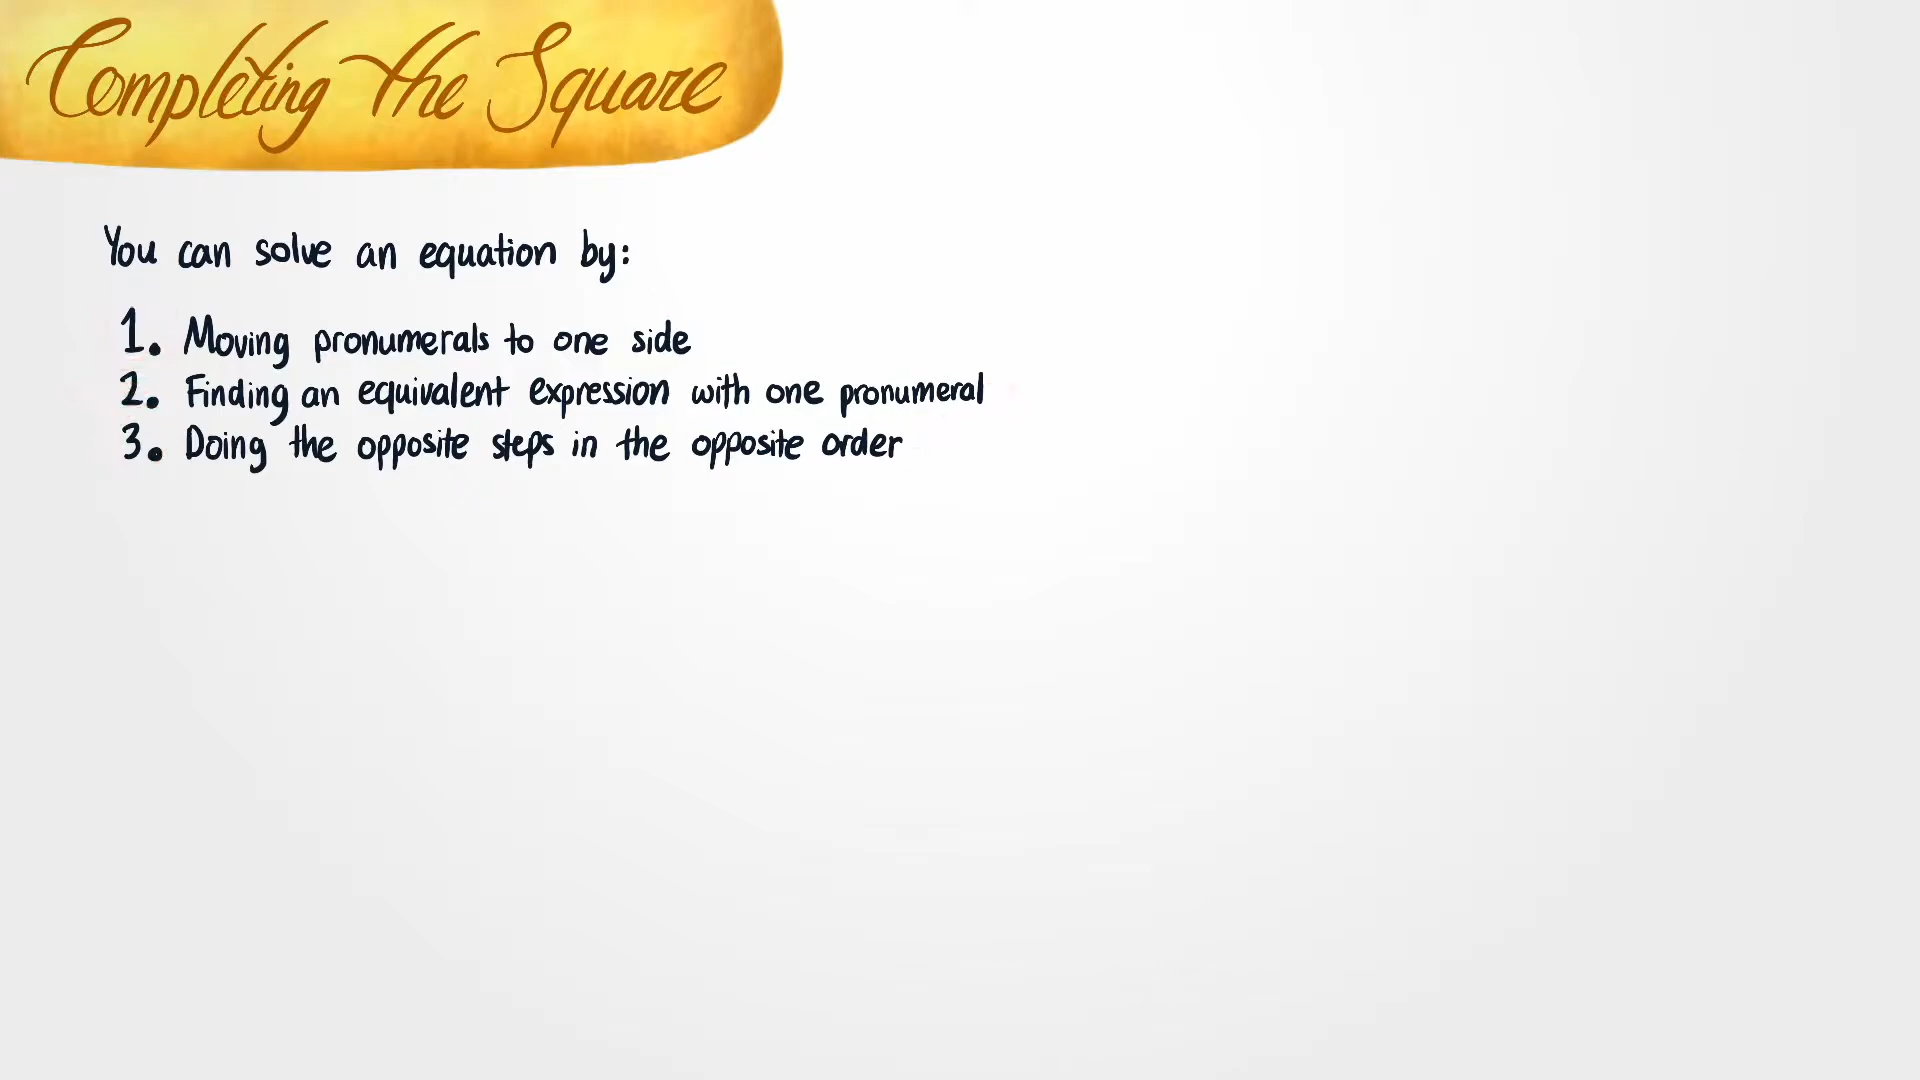 Completing The Square
You can solve an equation by:
1. Moving pronumerals to one side
2. Finding an equivalent expression with one pronumeral
3. Doing the opposite steps in the opposite order